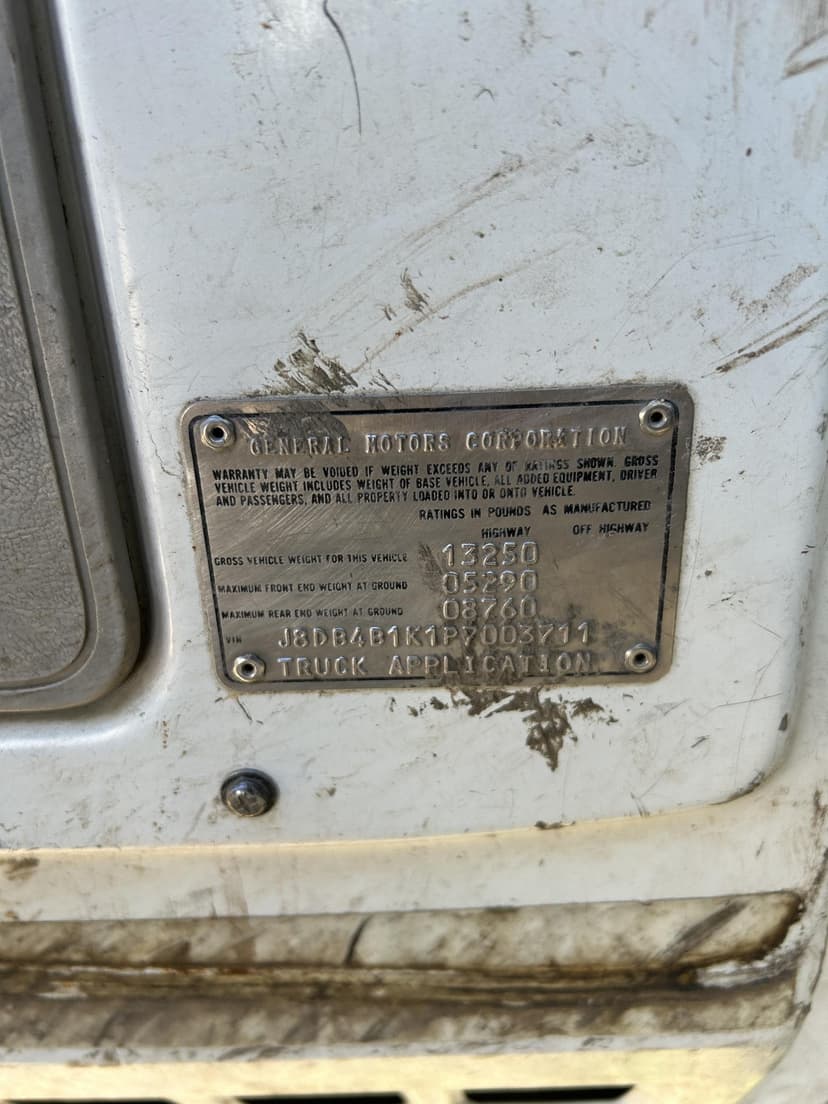 GENERAL MOTORS CORPORATION
WARRANTY MAY BE VOIDED IF WEIGHT EXCEEDS ANY OF RATINGS SHOWN. GROSS
VEHICLE WEIGHT INCLUDES WEIGHT OF BASE VEHICLE, ALL ADDED EQUIPMENT, DRIVER
AND PASSENGERS, AND ALL PROPERTY LOADED INTO OR ONTO VEHICLE.
RATINGS IN POUNDS AS MANUFACTURED
HIGHWAY OFF HIGHWAY
GROSS VEHICLE WEIGHT FOR THIS VEHICLE 13250
MAXIMUM FRONT END WEIGHT AT GROUND 05290
MAXIMUM REAR END WEIGHT AT GROUND 08760
VIN J8DB4B1K1P7003711
TRUCK APPLICATION